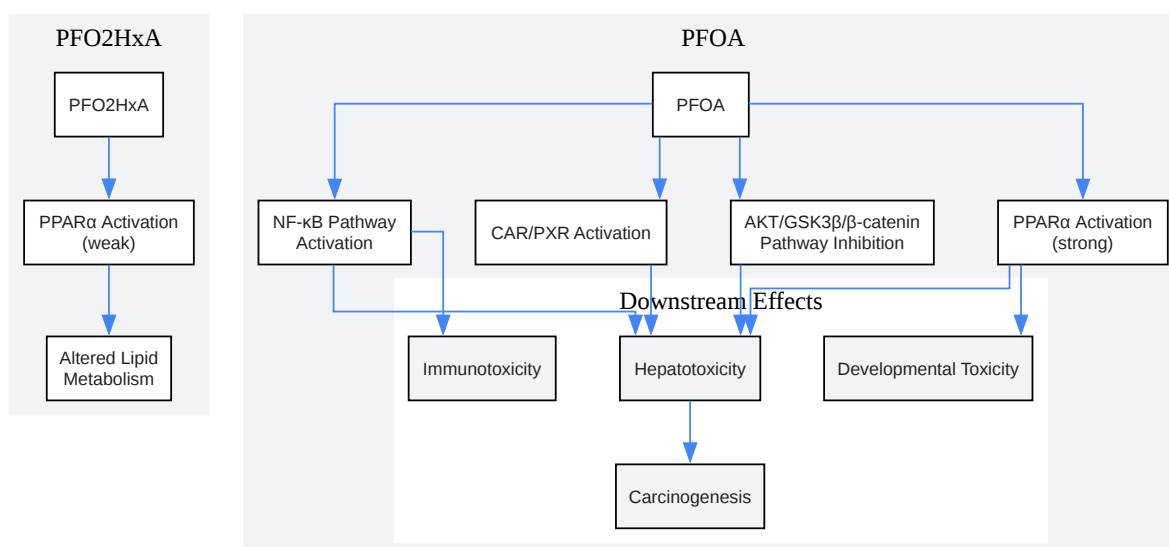 PFO2HxA
PFOA
PFO2HxA
PFOA
PPARα Activation
(weak)
NF-κB Pathway
Activation
CAR/PXR Activation
AKT/GSK3β/β-catenin
Pathway Inhibition
PPARα Activation
(strong)
Downstream Effects
Altered Lipid
Metabolism
Immunotoxicity
Hepatotoxicity
Developmental Toxicity
Carcinogenesis